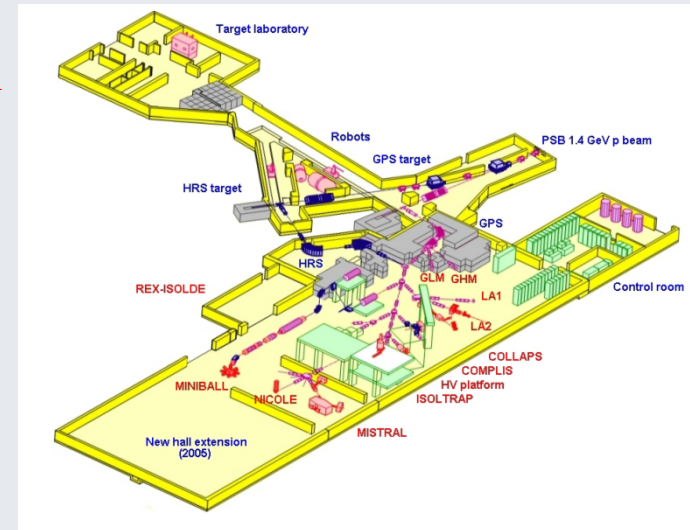 Target laboratory
Robots
PSB 1.4 GeV p beam
GPS target
HRS target
GPS
HRS
GLM
GHM
REX-ISOLDE
Control room
LA1
LA2
COLLAPS
COMPLIS
HV platform
ISOLTRAP
MINIBALL
NICOLE
MISTRAL
New hall extension
(2005)